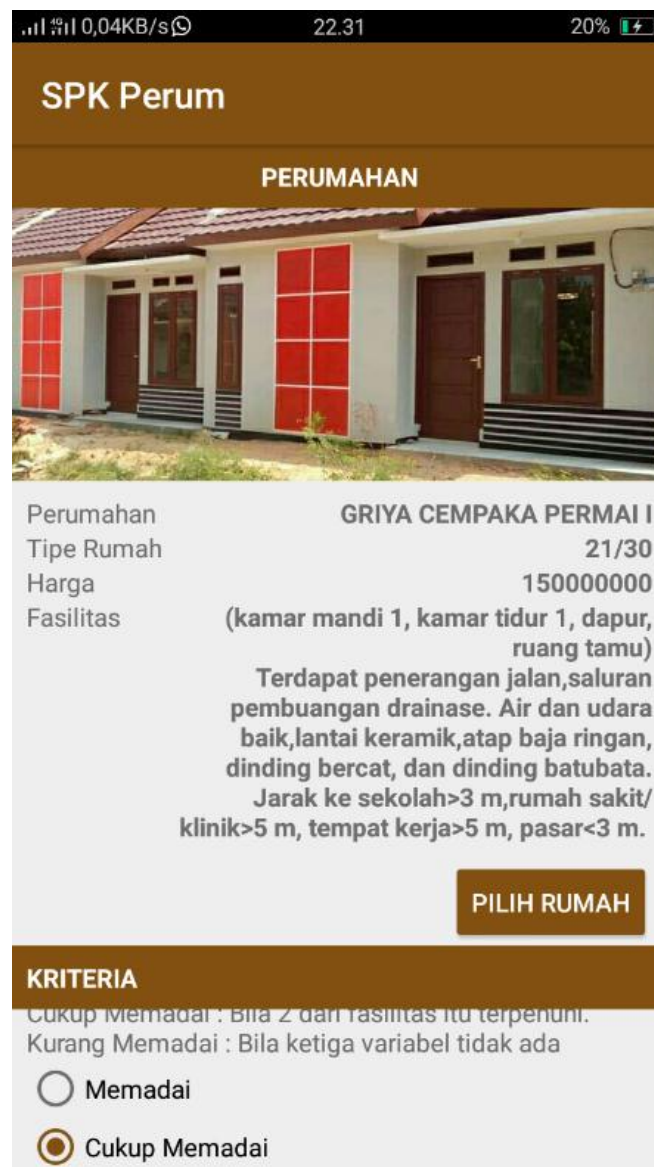 0,04KB/s 22.31 20%
SPK Perum
PERUMAHAN
Perumahan GRIYA CEMPAKA PERMAI I
Tipe Rumah 21/30
Harga 150000000
Fasilitas (kamar mandi 1, kamar tidur 1, dapur,
ruang tamu)
Terdapat penerangan jalan,saluran
pembuangan drainase. Air dan udara
baik,lantai keramik,atap baja ringan,
dinding bercat, dan dinding batubata.
Jarak ke sekolah>3 m,rumah sakit/
klinik>5 m, tempat kerja>5 m, pasar<3 m.
PILIH RUMAH
KRITERIA
Cukup Memadai : Bila 2 dari fasilitas itu terpenuhi.
Kurang Memadai : Bila ketiga variabel tidak ada
Memadai
Cukup Memadai